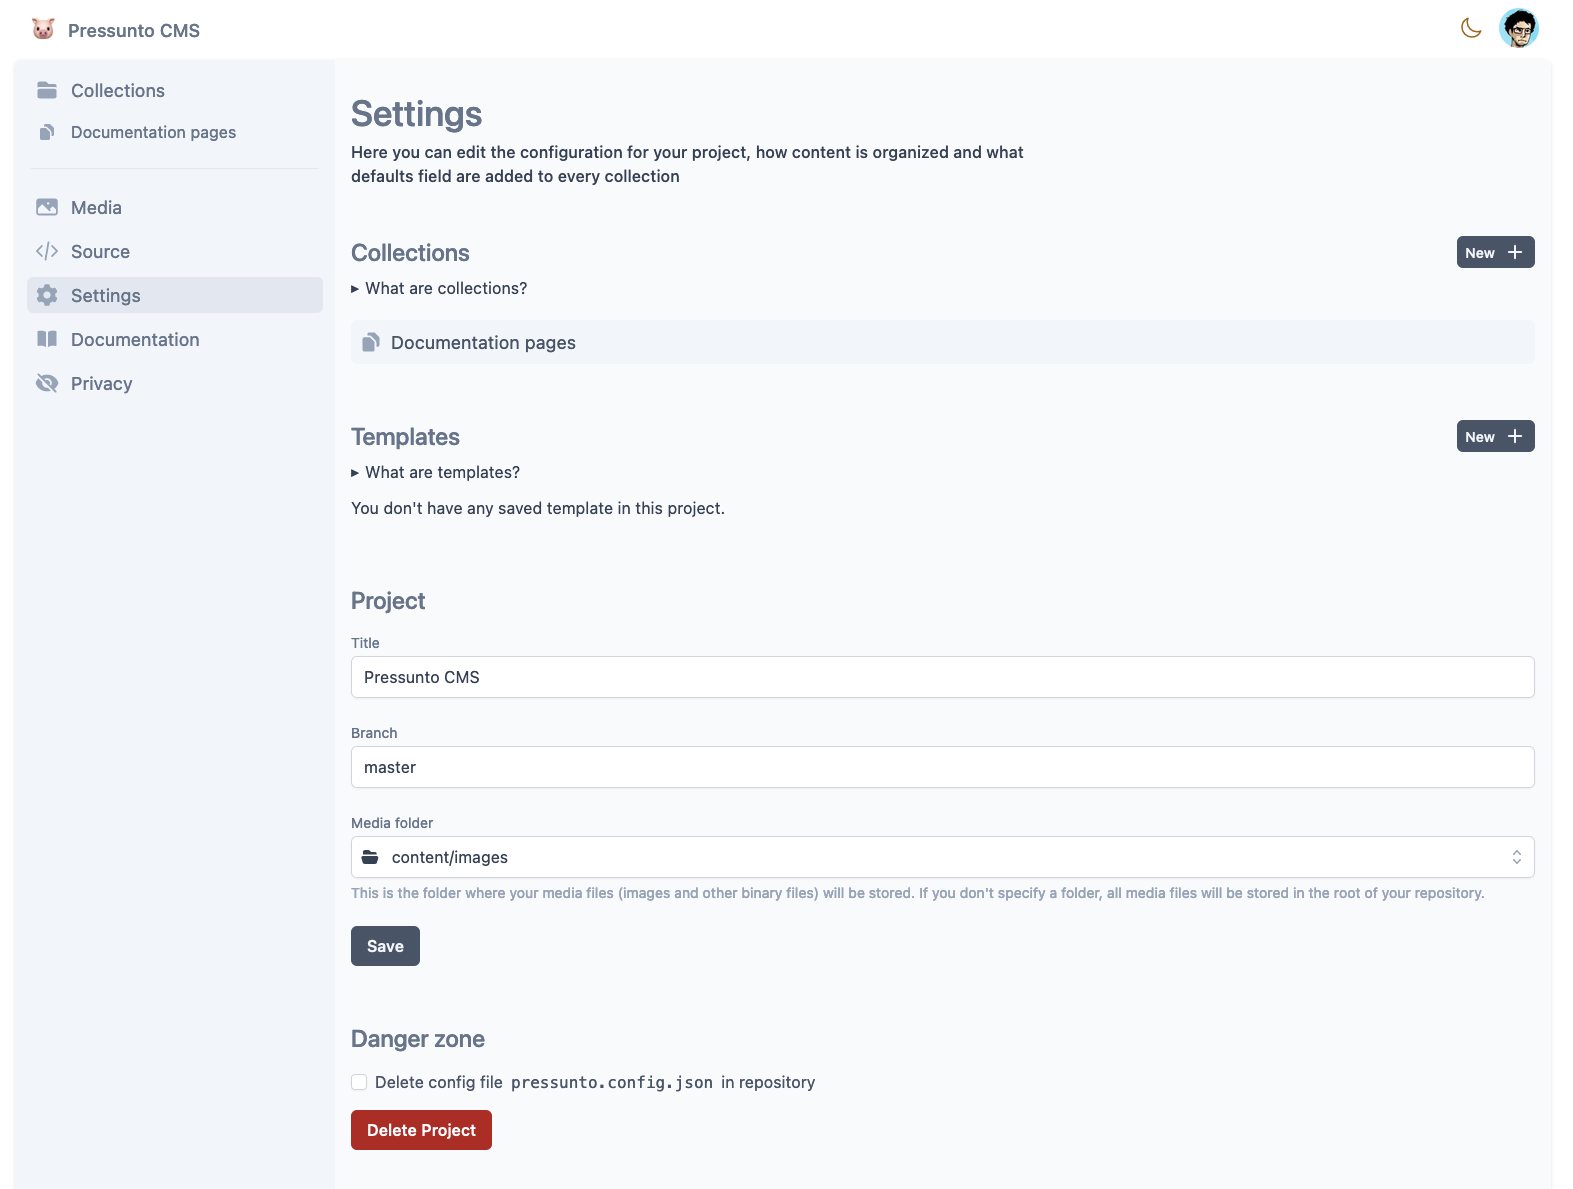 Pressunto CMS
Collections
Documentation pages
Media
Source
Settings
Documentation
Privacy
Settings
Here you can edit the configuration for your project, how content is organized and what
defaults field are added to every collection
Collections
New
What are collections?
Documentation pages
Templates
New
What are templates?
You don't have any saved template in this project.
Project
Title
Pressunto CMS
Branch
master
Media folder
content/images
This is the folder where your media files (images and other binary files) will be stored. If you don't specify a folder, all media files will be stored in the root of your repository.
Save
Danger zone
Delete config file pressunto.config.json in repository
Delete Project